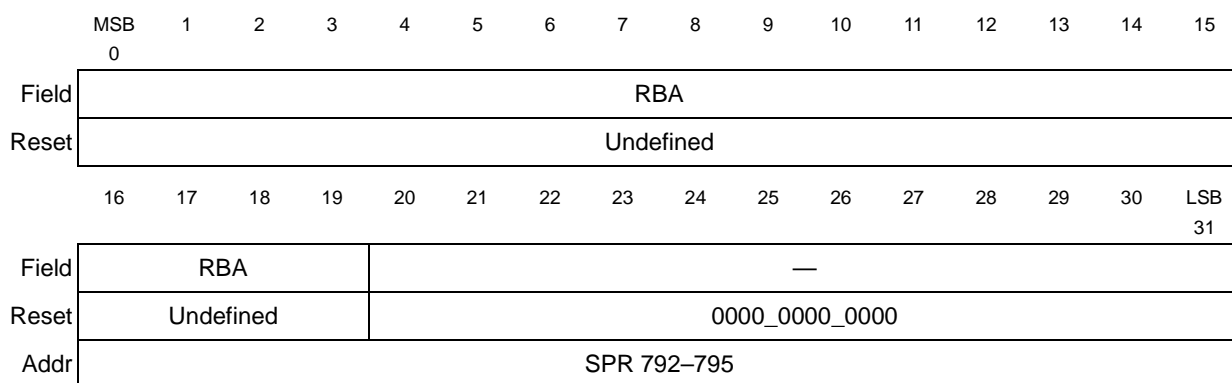 MSB 1 2 3 4 5 6 7 8 9 10 11 12 13 14 15
0
Field RBA
Reset Undefined
16 17 18 19 20 21 22 23 24 25 26 27 28 29 30 LSB
31
Field RBA —
Reset Undefined 0000_0000_0000
Addr SPR 792–795